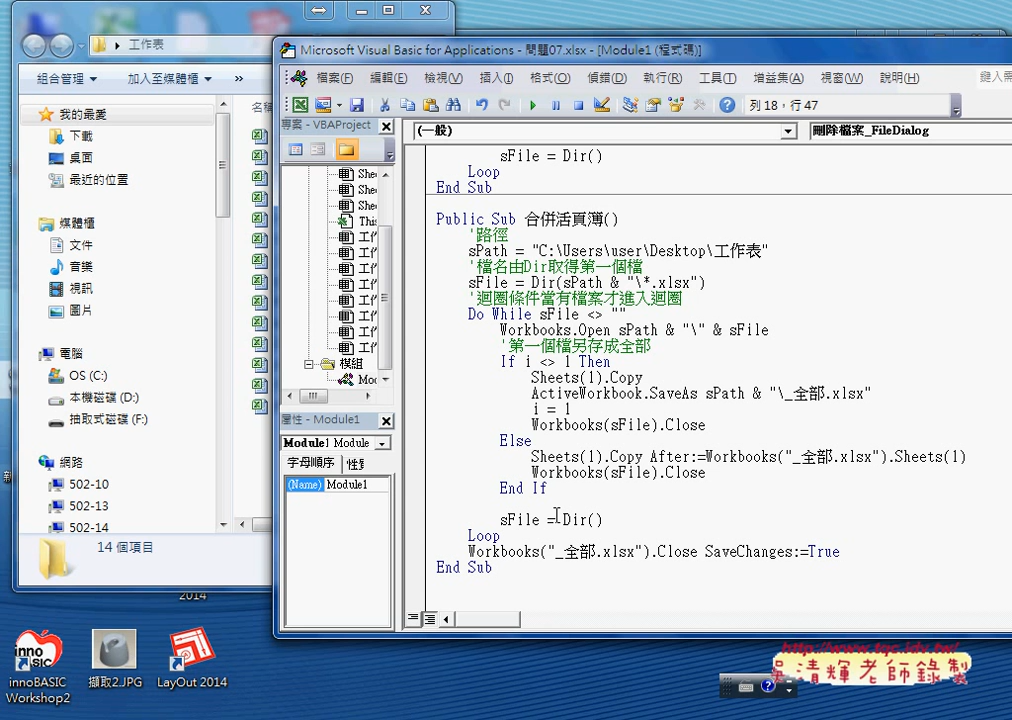 工作表
組合管理
加入至媒體櫃
»
我的最愛
下載
桌面
最近的位置
媒體櫃
文件
音樂
視訊
圖片
電腦
OS (C:)
本機磁碟 (D:)
抽取式磁碟 (F:)
網路
502-10
502-13
502-14
14 個項目
Microsoft Visual Basic for Applications - 問題07.xlsx - [Module1 (程式碼)]
檔案(F) 編輯(E) 檢視(V) 插入(I) 格式(O) 偵錯(D) 執行(R) 工具(T) 增益集(A) 視窗(W) 說明(H)
列 18，行 47
專案 - VBAProject
(一般)
刪除檔案_FileDialog
模組
屬性 - Module1
Module1 Module
字母順序
(Name) Module1
sFile = Dir()
Loop
End Sub
Public Sub 合併活頁簿()
'路徑
sPath = "C:\Users\user\Desktop\工作表"
'檔名由Dir取得第一個檔
sFile = Dir(sPath & "\*.xlsx")
'迴圈條件當有檔案才進入迴圈
Do While sFile <> ""
Workbooks.Open sPath & "\" & sFile
'第一個檔另存成全部
If i <> 1 Then
Sheets(1).Copy
ActiveWorkbook.SaveAs sPath & "\_全部.xlsx"
i = 1
Workbooks(sFile).Close
Else
Sheets(1).Copy After:=Workbooks("_全部.xlsx").Sheets(1)
Workbooks(sFile).Close
End If
sFile = Dir()
Loop
Workbooks("_全部.xlsx").Close SaveChanges:=True
End Sub
2014
innoBASIC Workshop2
擷取2.JPG
LayOut 2014
http://www.tqc.idv.tw/
吳清輝老師錄製